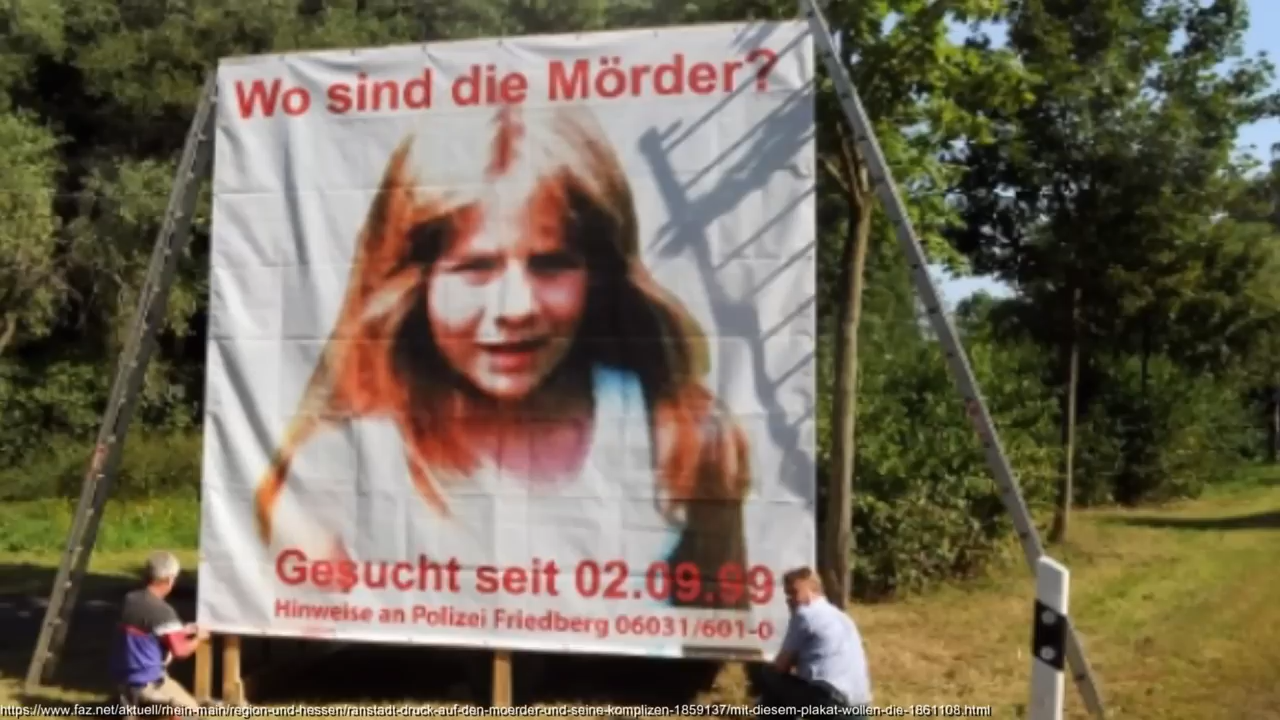 Wo sind die Mörder?
Gesucht seit 02.09.99
Hinweise an Polizei Friedberg 06031/601-0
https://www.faz.net/aktuell/rhein-main/region-und-hessen/ranstadt-druck-auf-den-moerder-und-seine-komplizen-1859137/mit-diesem-plakat-wollen-die-1861108.html